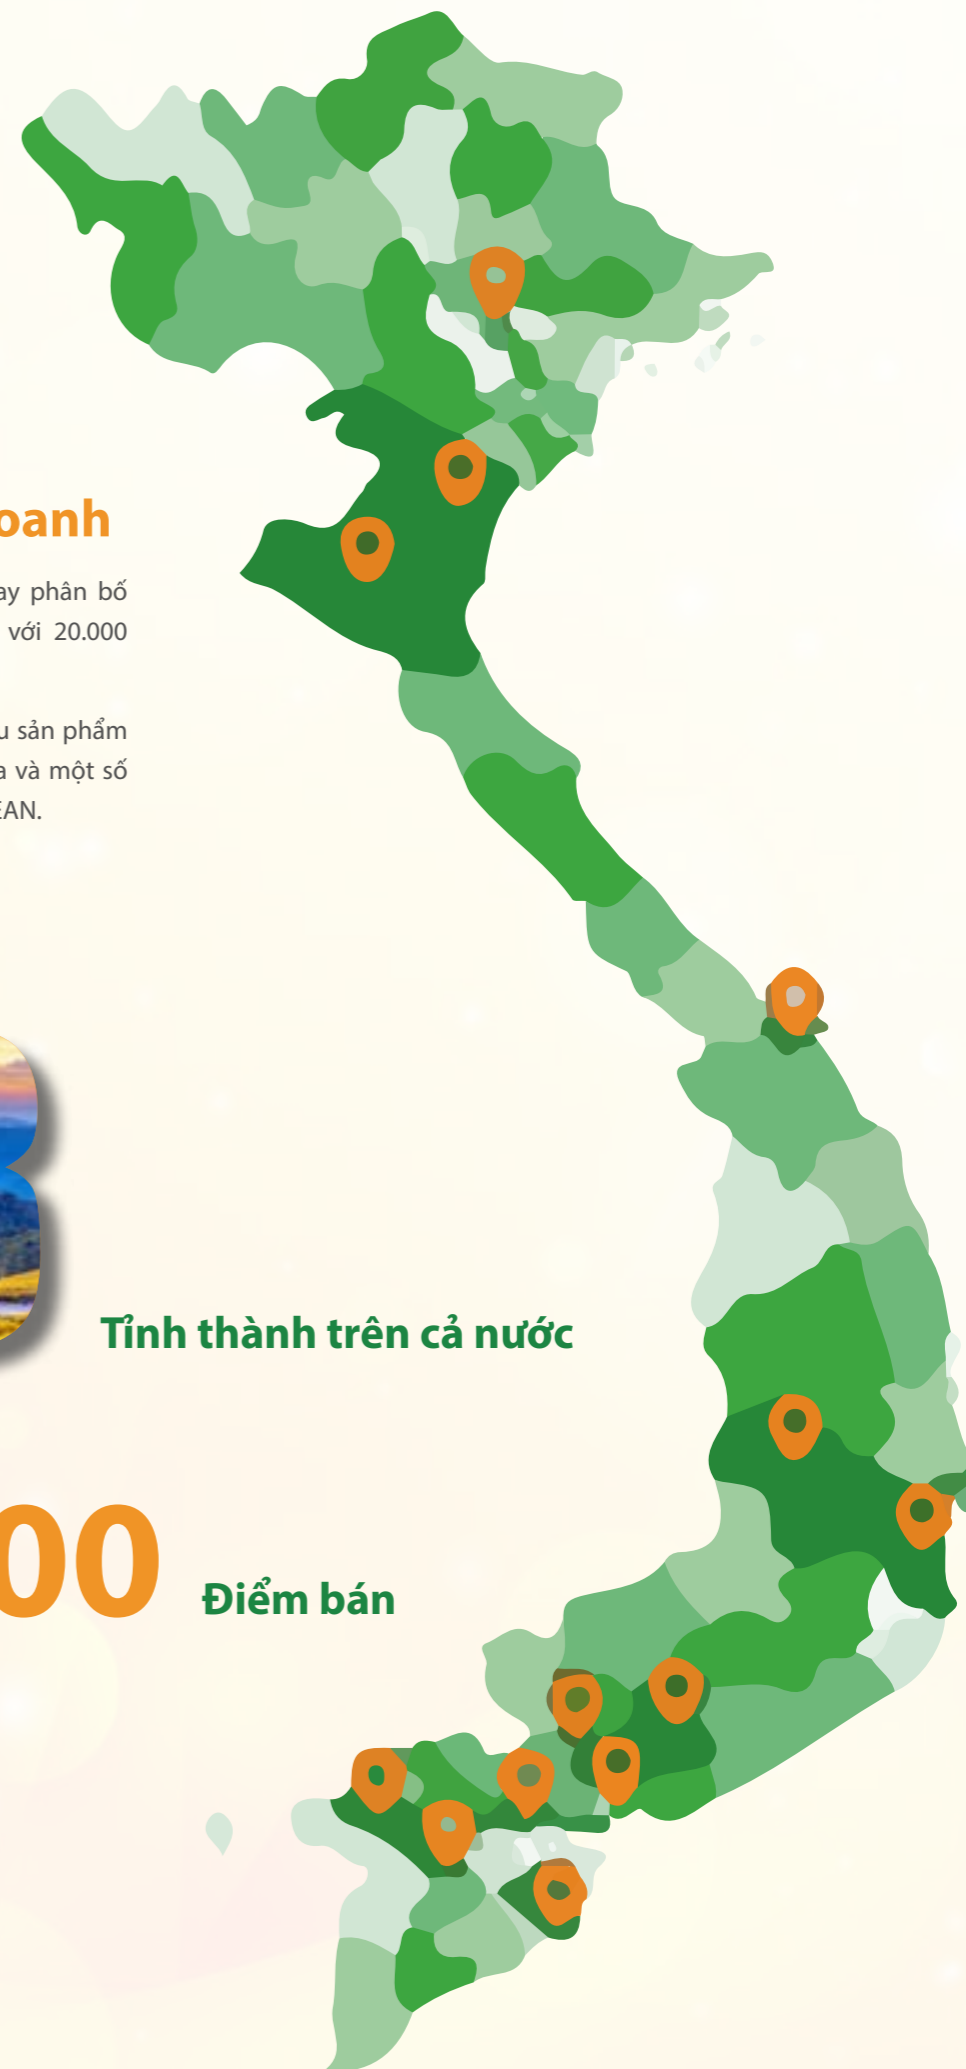 oanh
ay phân bố
với 20.000
u sản phẩm
a và một số
EAN.
3
Tỉnh thành trên cả nước
00 Điểm bán